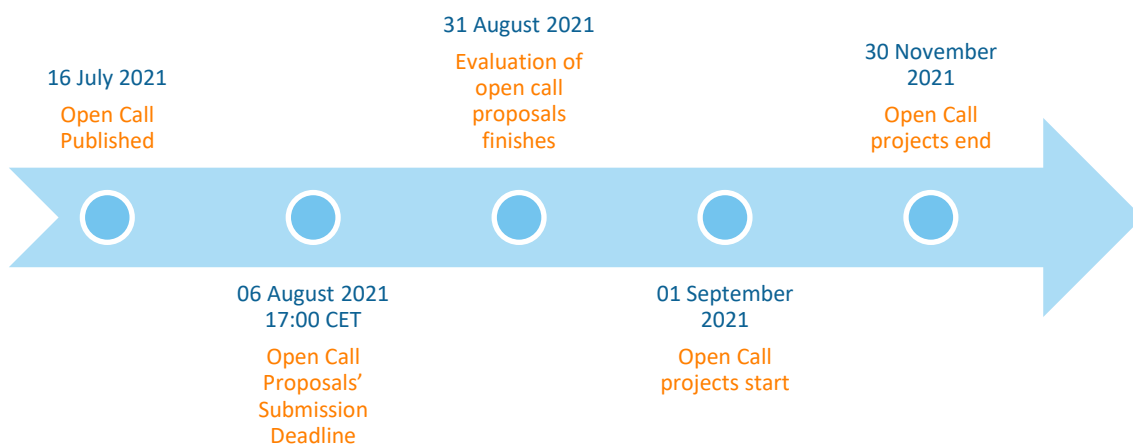 16 July 2021
Open Call
Published
06 August 2021
17:00 CET
Open Call
Proposals’
Submission
Deadline
31 August 2021
Evaluation of
open call
proposals
finishes
01 September
2021
Open Call
projects start
30 November
2021
Open Call
projects end